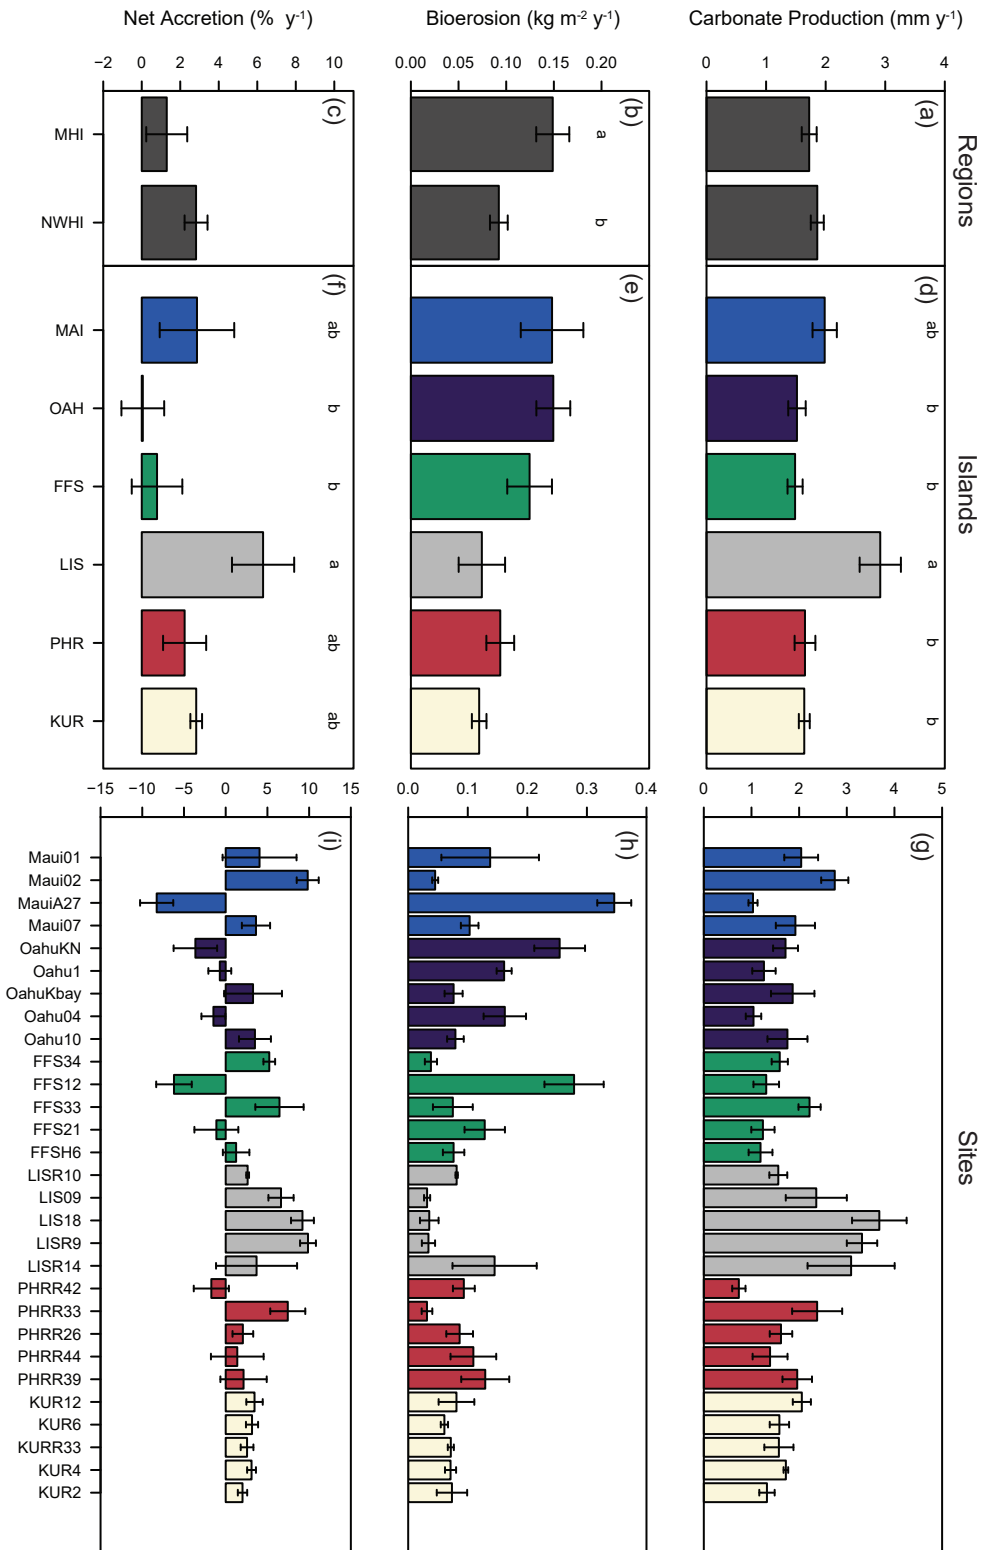 Net Accretion (% y-1)
Bioerosion (kg m-2 y-1)
Carbonate Production (mm y-1)
−2 0 2 4 6 8 10
0.00 0.05 0.10 0.15 0.20
0 1 2 3 4
(c)
(b)
(a)
Regions
MHI
a
NWHI
b
(f)
(e)
(d)
Islands
MAI
ab
ab
OAH
b
b
FFS
b
b
LIS
a
a
PHR
ab
b
KUR
ab
b
−15 −10 −5 0 5 10 15
0.0 0.1 0.2 0.3 0.4
0 1 2 3 4 5
(i)
(h)
(g)
Sites
Maui01
Maui02
MauiA27
Maui07
OahuKN
Oahu1
OahuKbay
Oahu04
Oahu10
FFS34
FFS12
FFS33
FFS21
FFSH6
LISR10
LIS09
LIS18
LISR9
LISR14
PHRR42
PHRR33
PHRR26
PHRR44
PHRR39
KUR12
KUR6
KURR33
KUR4
KUR2